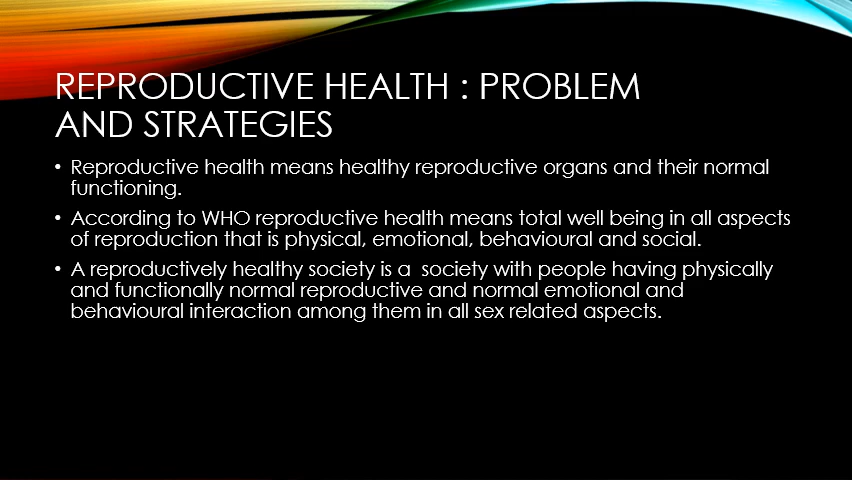 REPRODUCTIVE HEALTH : PROBLEM
AND STRATEGIES
• Reproductive health means healthy reproductive organs and their normal
functioning.
• According to WHO reproductive health means total well being in all aspects
of reproduction that is physical, emotional, behavioural and social.
• A reproductively healthy society is a  society with people having physically
and functionally normal reproductive and normal emotional and
behavioural interaction among them in all sex related aspects.